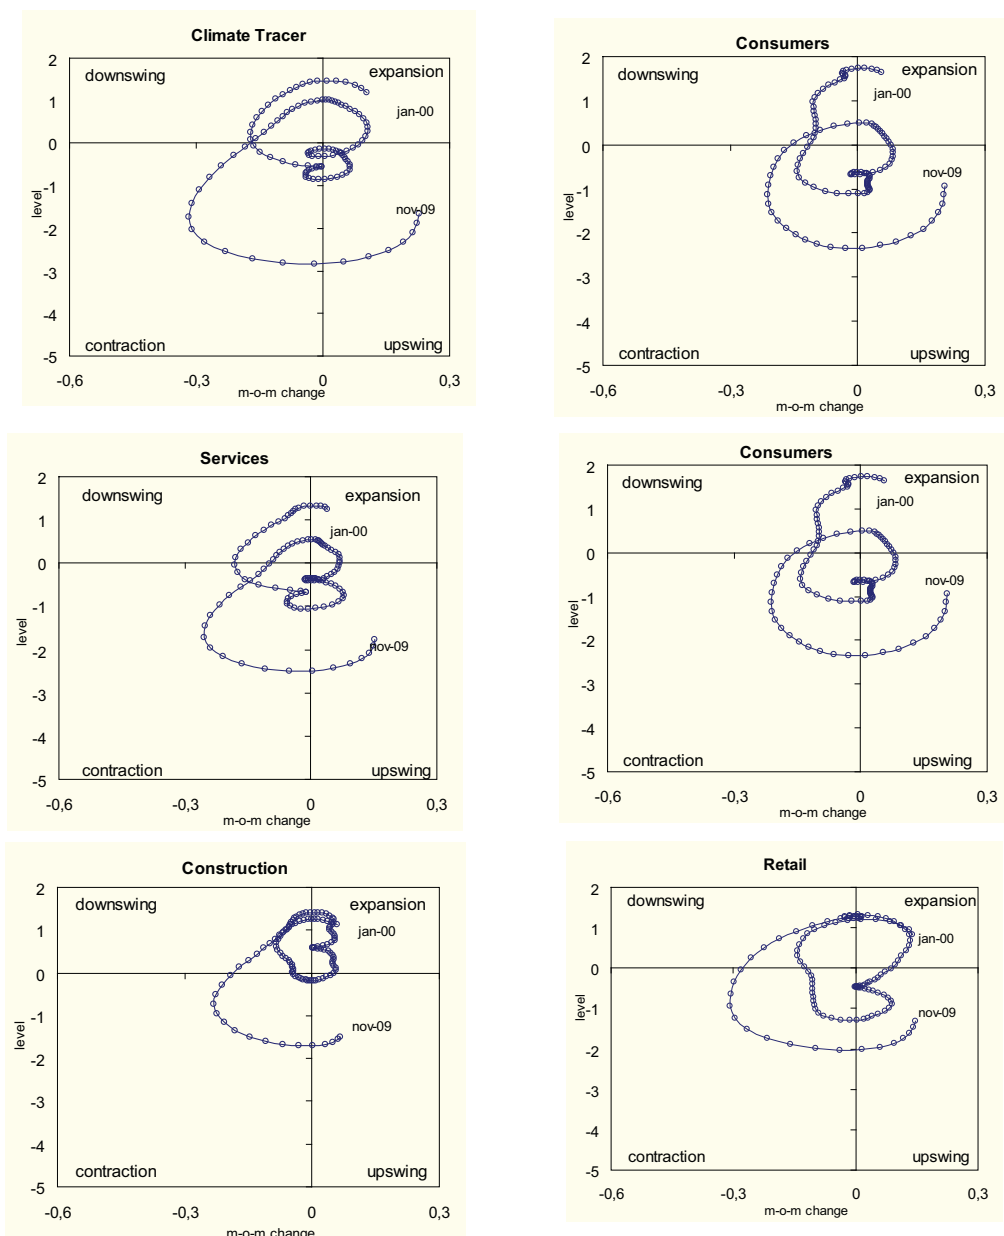 Climate Tracer
2
downswing
expansion
1
jan-00
0
-1
level
nov-09
-2
-3
-4
contraction
upswing
-5
-0,6
-0,3
0
0,3
m-o-m change
Consumers
2
downswing
expansion
1
jan-00
0
nov-09
-1
level
-2
-3
-4
contraction
upswing
-5
-0,6
-0,3
0
0,3
m-o-m change
Services
2
downswing
expansion
1
jan-00
0
-1
level
nov-09
-2
-3
-4
contraction
upswing
-5
-0,6
-0,3
0
0,3
m-o-m change
Consumers
2
downswing
expansion
1
jan-00
0
nov-09
-1
level
-2
-3
-4
contraction
upswing
-5
-0,6
-0,3
0
0,3
m-o-m change
Construction
2
downswing
expansion
1
jan-00
0
-1
level
nov-09
-2
-3
-4
contraction
upswing
-5
-0,6
-0,3
0
0,3
m-o-m change
Retail
2
downswing
expansion
1
jan-00
0
-1
level
nov-09
-2
-3
-4
contraction
upswing
-5
-0,6
-0,3
0
0,3
m-o-m change